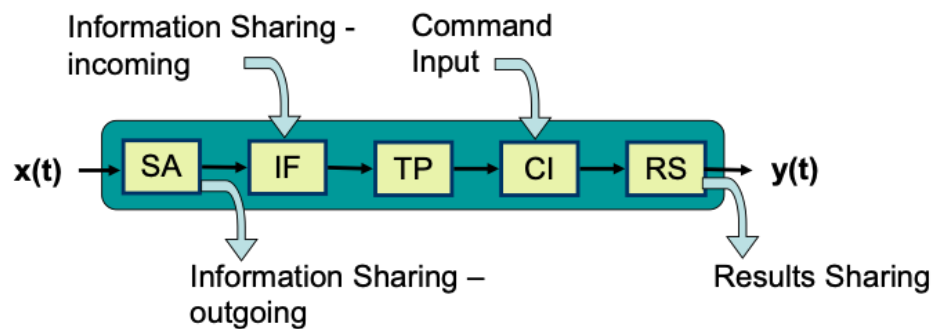 Information Sharing -
incoming
Command
Input
x(t)
SA
IF
TP
CI
RS
y(t)
Information Sharing –
outgoing
Results Sharing